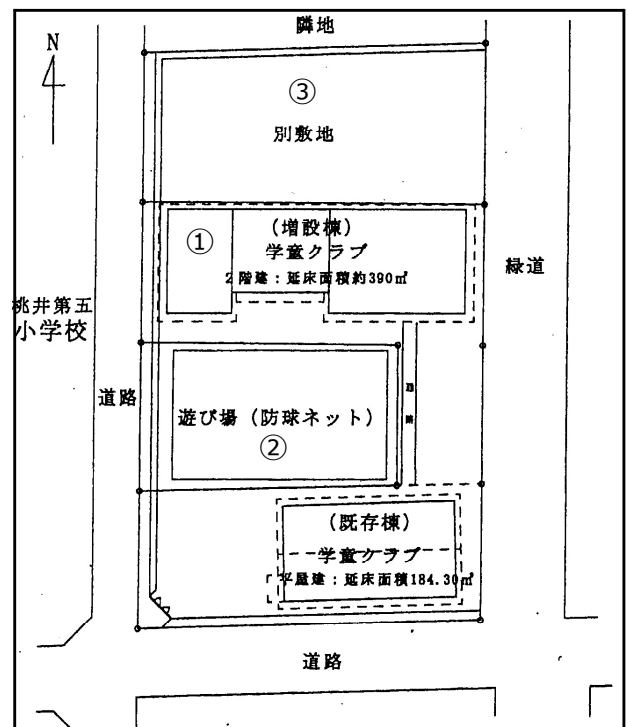 隣地
N
③
別敷地
(増設棟)
①
学童クラブ
2階建：延床面積約390㎡
緑道
桃井第五
小学校
道路
遊び場（防球ネット）
②
(既存棟)
学童クラブ
平屋建：延床面積184.30㎡
道路